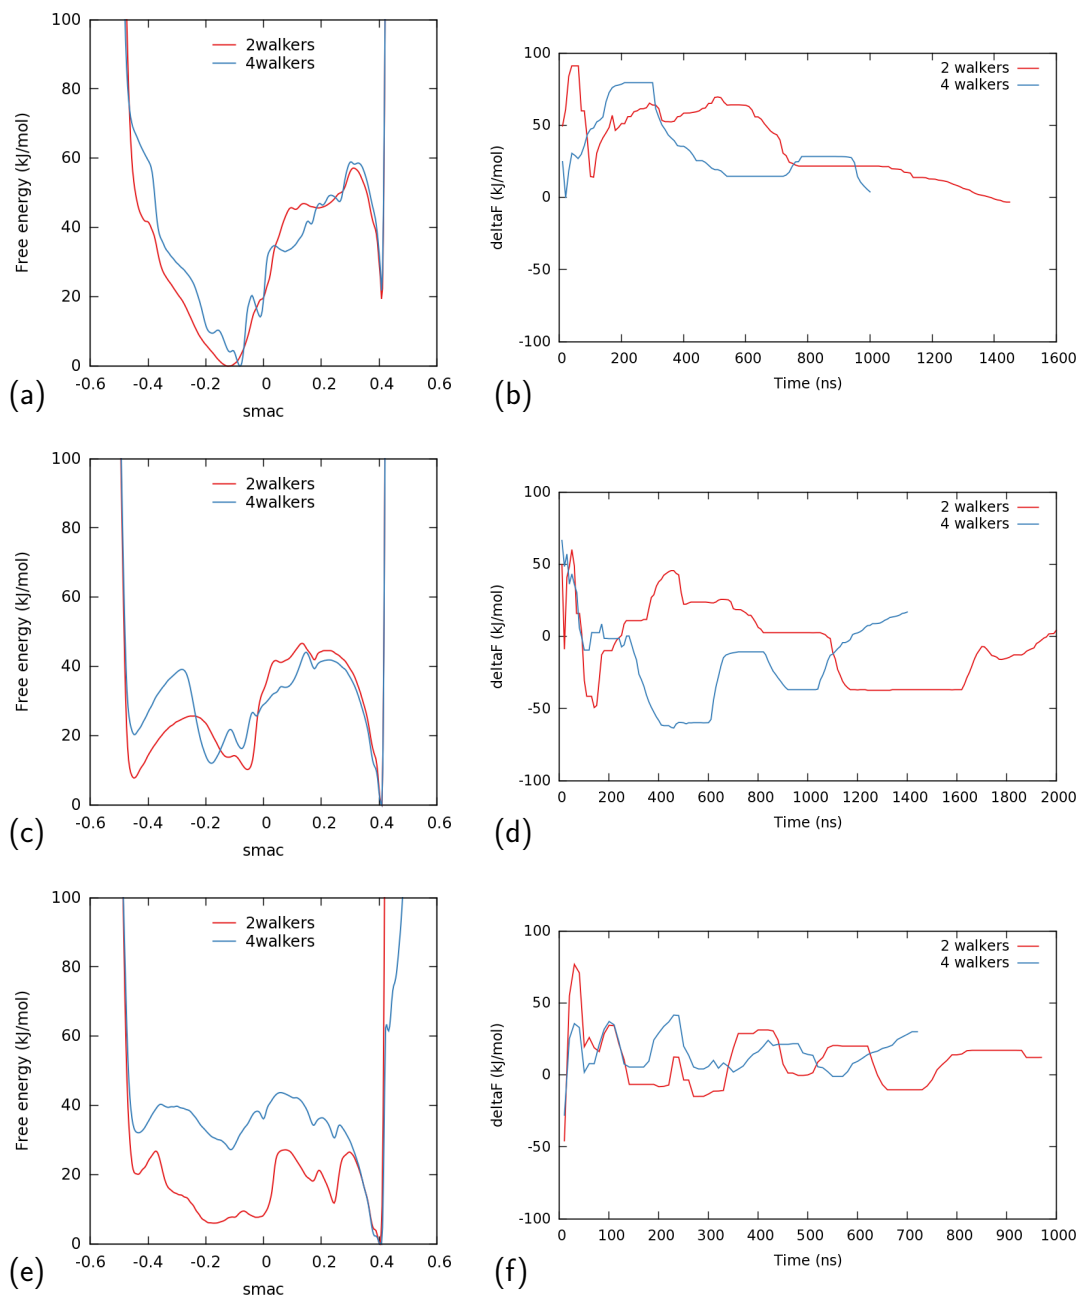 100
80
60
40
20
0
-0.6 -0.4 -0.2 0 0.2 0.4 0.6
Free energy (kJ/mol)
smac
2walkers
4walkers
(a)
100
50
0
-50
-100
0 200 400 600 800 1000 1200 1400 1600
deltaF (kJ/mol)
Time (ns)
2 walkers
4 walkers
(b)
100
80
60
40
20
0
-0.6 -0.4 -0.2 0 0.2 0.4 0.6
Free energy (kJ/mol)
smac
2walkers
4walkers
(c)
100
50
0
-50
-100
0 200 400 600 800 1000 1200 1400 1600 1800 2000
deltaF (kJ/mol)
Time (ns)
2 walkers
4 walkers
(d)
100
80
60
40
20
0
-0.6 -0.4 -0.2 0 0.2 0.4 0.6
Free energy (kJ/mol)
smac
2walkers
4walkers
(e)
100
50
0
-50
-100
0 100 200 300 400 500 600 700 800 900 1000
deltaF (kJ/mol)
Time (ns)
2 walkers
4 walkers
(f)